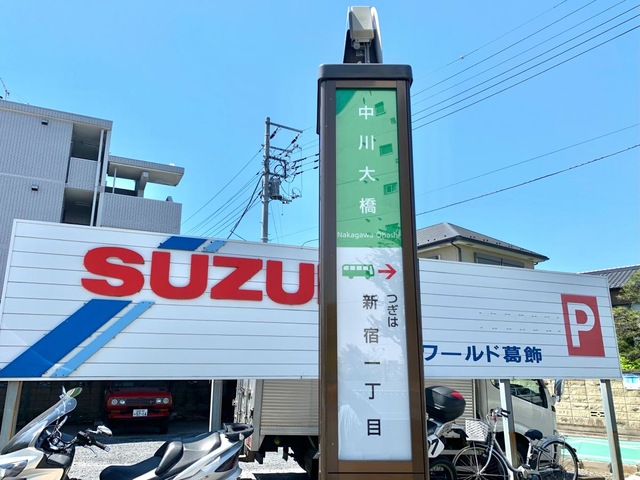 中川大橋
Nakagawa Ohashi
つぎは
新宿一丁目
SUZU
ワールド葛飾
P